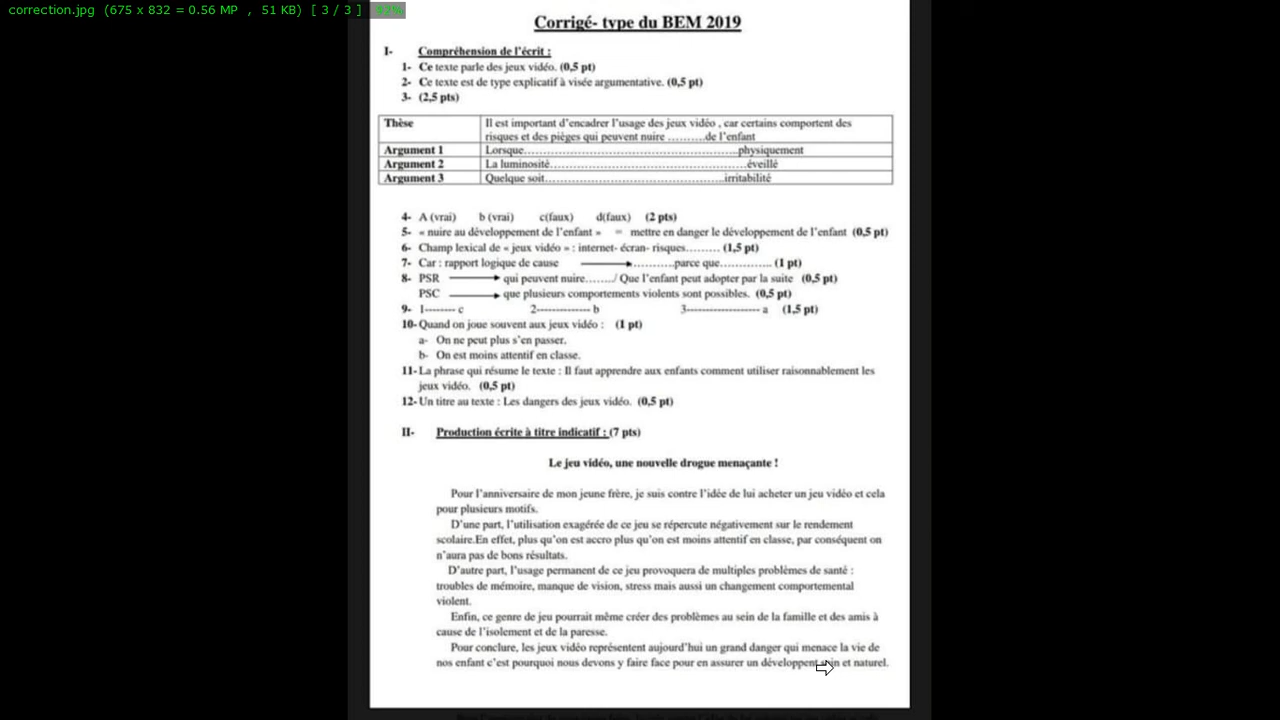 correction.jpg (675 x 832 = 0.56 MP , 51 KB) [ 3 / 3 ]
Corrigé- type du BEM 2019
I- Compréhension de l'écrit :
1- Ce texte parle des jeux vidéo. (0,5 pt)
2- Ce texte est de type explicatif à visée argumentative. (0,5 pt)
3- (2,5 pts)
Thèse Il est important d'encadrer l'usage des jeux vidéo , car certains comportent des
risques et des pièges qui peuvent nuire ..........de l'enfant
Argument 1 Lorsque............................................................physiquement
Argument 2 La luminosité.......................................................éveillé
Argument 3 Quelque soit..................................................irritabilité
4- A (vrai) b (vrai) c(faux) d(faux) (2 pts)
5- « nuire au développement de l'enfant » = mettre en danger le développement de l'enfant (0,5 pt)
6- Champ lexical de « jeux vidéo » : internet- écran- risques......... (1,5 pt)
7- Car : rapport logique de cause ...........parce que.............. (1 pt)
8- PSR qui peuvent nuire......../ Que l'enfant peut adopter par la suite (0,5 pt)
PSC que plusieurs comportements violents sont possibles. (0,5 pt)
9- 1-------- c 2-------------- b 3------------------- a (1,5 pt)
10- Quand on joue souvent aux jeux vidéo : (1 pt)
a- On ne peut plus s'en passer.
b- On est moins attentif en classe.
11- La phrase qui résume le texte : Il faut apprendre aux enfants comment utiliser raisonnablement les
jeux vidéo. (0,5 pt)
12- Un titre au texte : Les dangers des jeux vidéo. (0,5 pt)
II- Production écrite à titre indicatif : (7 pts)
Le jeu vidéo, une nouvelle drogue menaçante !
Pour l'anniversaire de mon jeune frère, je suis contre l'idée de lui acheter un jeu vidéo et cela
pour plusieurs motifs.
D'une part, l'utilisation exagérée de ce jeu se répercute négativement sur le rendement
scolaire.En effet, plus qu'on est accro plus qu'on est moins attentif en classe, par conséquent on
n'aura pas de bons résultats.
D'autre part, l'usage permanent de ce jeu provoquera de multiples problèmes de santé :
troubles de mémoire, manque de vision, stress mais aussi un changement comportemental
violent.
Enfin, ce genre de jeu pourrait même créer des problèmes au sein de la famille et des amis à
cause de l'isolement et de la paresse.
Pour conclure, les jeux vidéo représentent aujourd'hui un grand danger qui menace la vie de
nos enfant c'est pourquoi nous devons y faire face pour en assurer un développent et naturel.